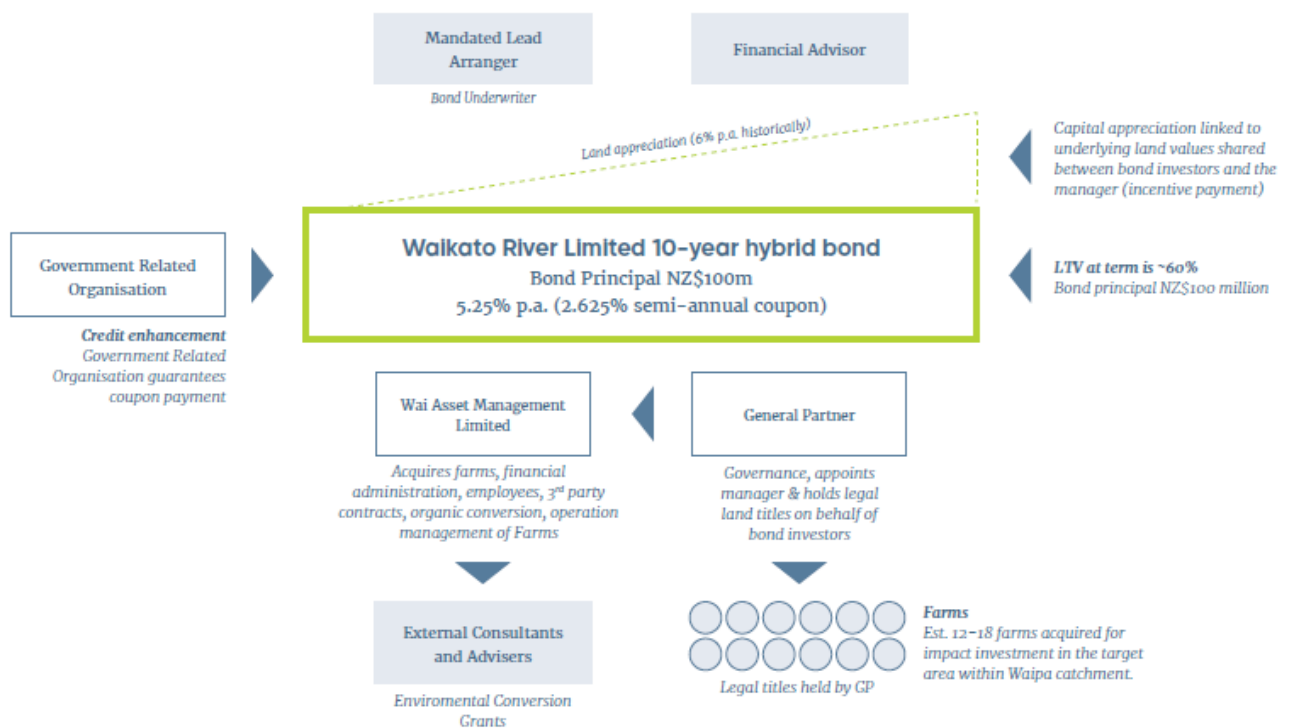 Mandated Lead
Arranger
Bond Underwriter
Financial Advisor
Land appreciation (6% p.a. historically)
Capital appreciation linked to
underlying land values shared
between bond investors and the
manager (incentive payment)
Government Related
Organisation
Credit enhancement
Government Related
Organisation guarantees
coupon payment
Waikato River Limited 10-year hybrid bond
Bond Principal NZ$100m
5.25% p.a. (2.625% semi-annual coupon)
LTV at term is ~60%
Bond principal NZ$100 million
Wai Asset Management
Limited
Acquires farms, financial
administration, employees, 3rd party
contracts, organic conversion, operation
management of Farms
General Partner
Governance, appoints
manager & holds legal
land titles on behalf of
bond investors
External Consultants
and Advisers
Enviromental Conversion
Grants
Legal titles held by GP
Farms
Est. 12-18 farms acquired for
impact investment in the target
area within Waipa catchment.